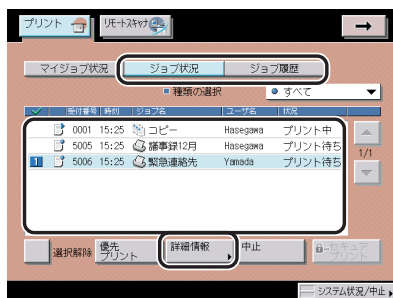 プリント リモートスキャナ →
マイジョブ状況 ジョブ状況 ジョブ履歴
■ 種類の選択 ● すべて
受付番号 時刻 ジョブ名 ユーザ名 状況
0001 15:25 コピー Hasegawa プリント中
5005 15:25 議事録12月 Hasegawa プリント待ち
1 5006 15:25 緊急連絡先 Yamada プリント待ち
1/1
選択解除 優先プリント 詳細情報 中止 セキュアプリント
システム状況/中止